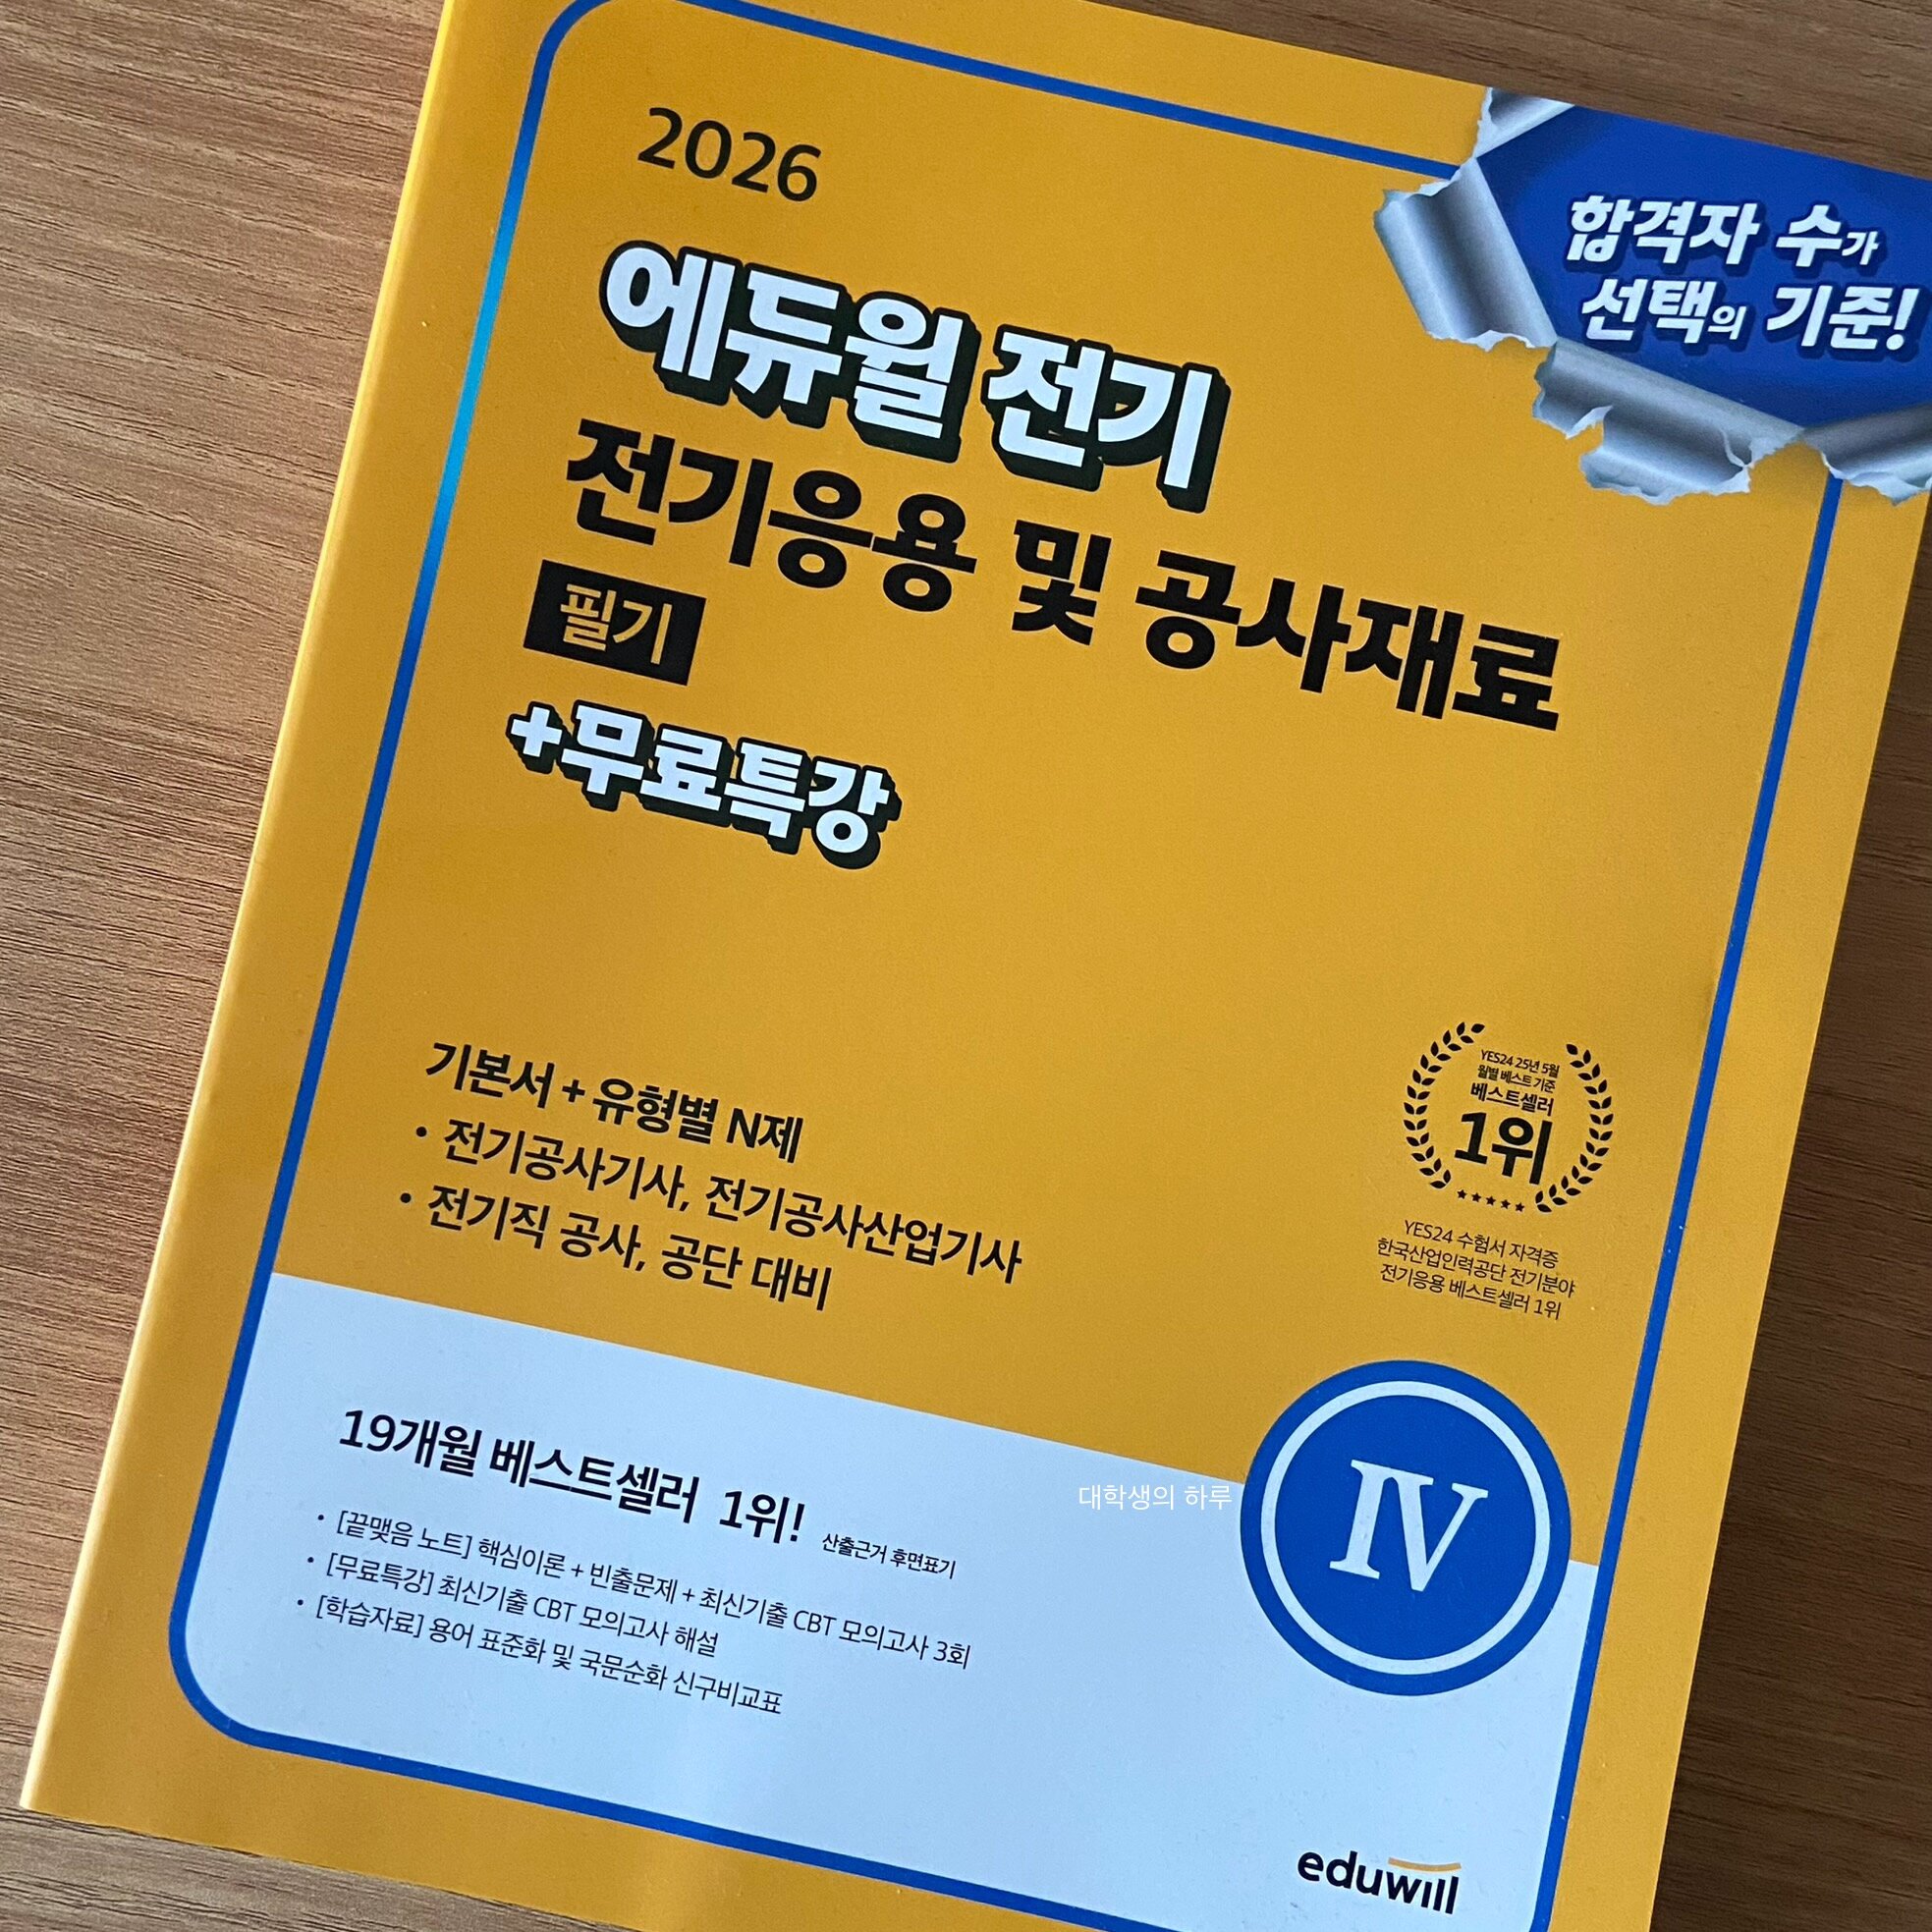 2026
합격자 수가
선택의 기준!
에듀윌 전기
전기응용 및 공사재료
필기
+무료특강
기본서 + 유형별 N제
• 전기공사기사, 전기공사산업기사
• 전기직 공사, 공단 대비
YES24 25년 5월
월별 베스트 기준
베스트셀러
1위
YES24 수험서 자격증
한국산업인력공단 전기분야
전기응용 베스트셀러 1위
19개월 베스트셀러 1위! 산출근거 후면표기
• [끝맺음 노트] 핵심이론 + 빈출문제 + 최신기출 CBT 모의고사 3회
• [무료특강] 최신기출 CBT 모의고사 해설
• [학습자료] 용어 표준화 및 국문순화 신구비교표
대학생의 하루
IV
eduwill